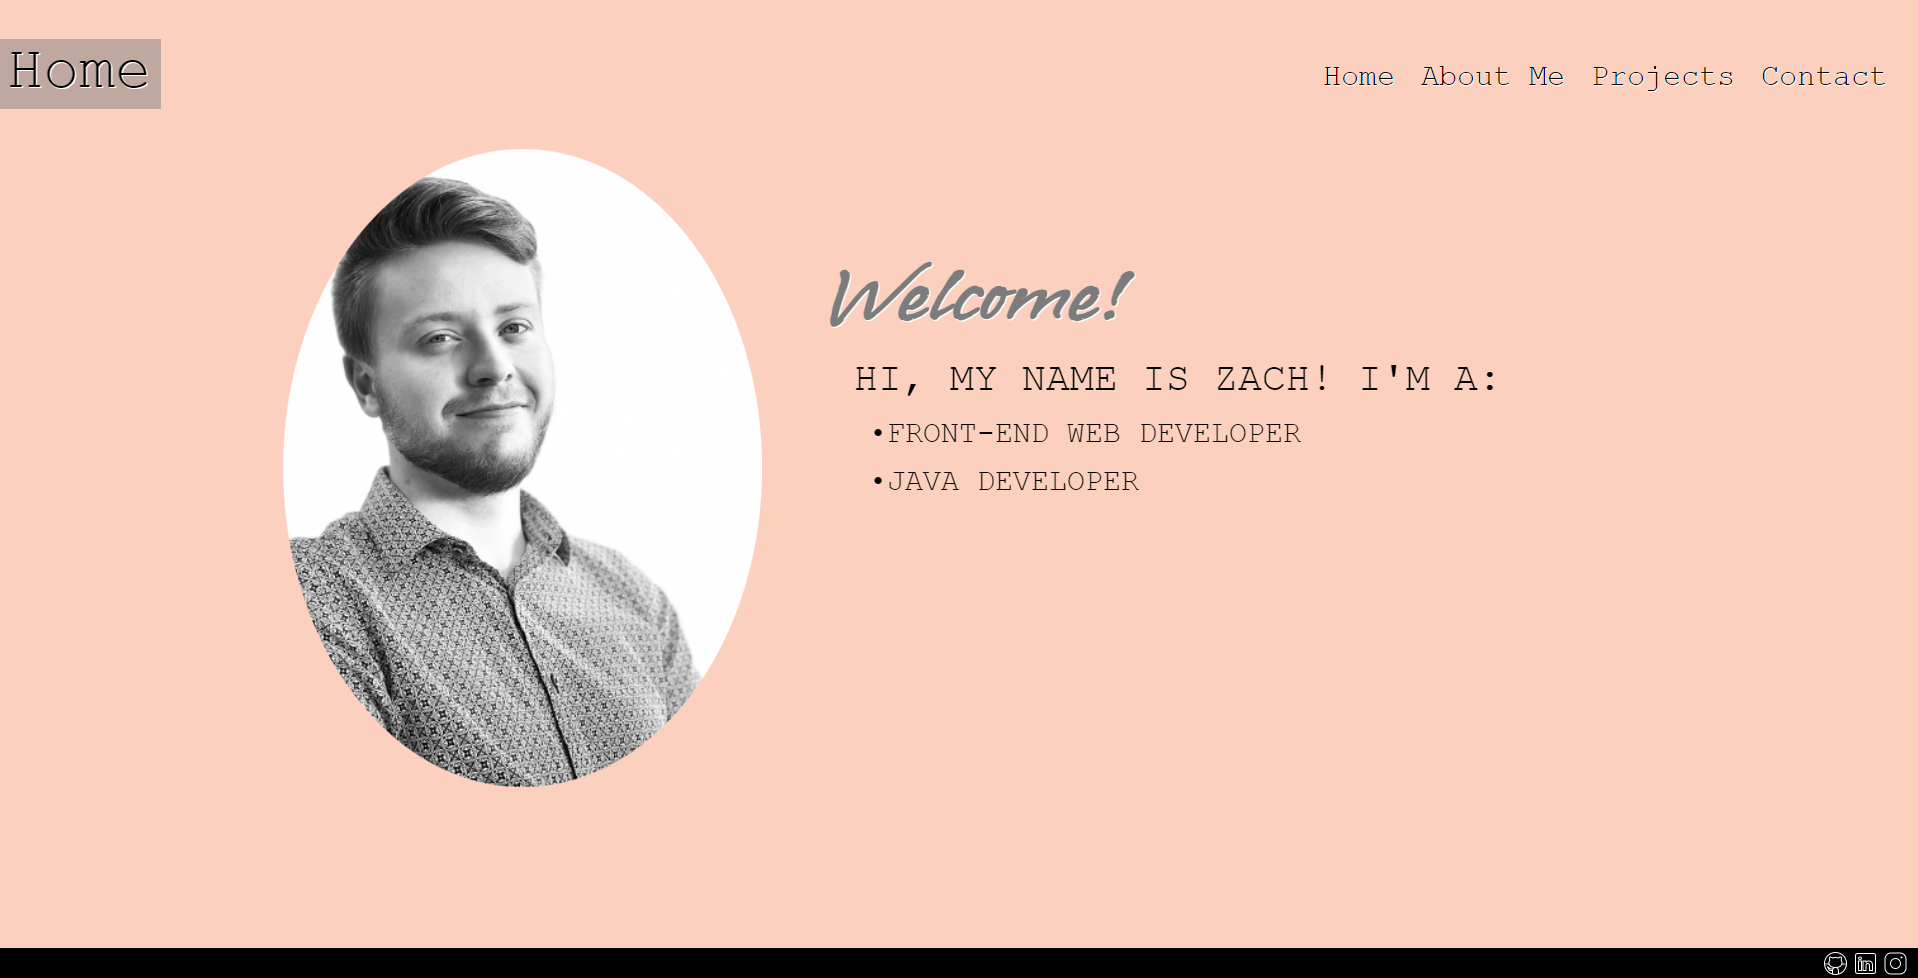 Home
Home About Me Projects Contact
Welcome!
HI, MY NAME IS ZACH! I'M A:
•FRONT-END WEB DEVELOPER
•JAVA DEVELOPER
in